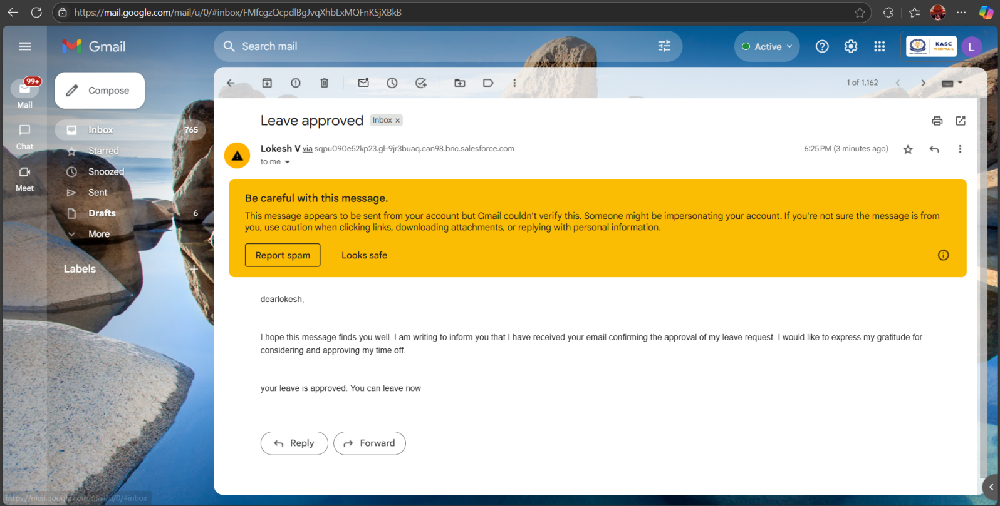 https://mail.google.com/mail/u/0/#inbox/FMfcgzQcpdlBgJvqXhbLxMQFnKSjXBkB
Gmail
Search mail
Active
KASC
WEBMAIL
L
99+
Mail
Compose
1 of 1,162
Chat
Meet
Inbox 765
Starred
Snoozed
Sent
Drafts 6
More
Labels
Leave approved Inbox ×
Lokesh V via sqpu090e52kp23.gl-9jr3buaq.can98.bnc.salesforce.com 6:25 PM (3 minutes ago)
to me
Be careful with this message.
This message appears to be sent from your account but Gmail couldn't verify this. Someone might be impersonating your account. If you're not sure the message is from
you, use caution when clicking links, downloading attachments, or replying with personal information.
Report spam Looks safe
dearlokesh,
I hope this message finds you well. I am writing to inform you that I have received your email confirming the approval of my leave request. I would like to express my gratitude for
considering and approving my time off.
your leave is approved. You can leave now
Reply Forward
https://mail.google.com/mail/u/0/#inbox